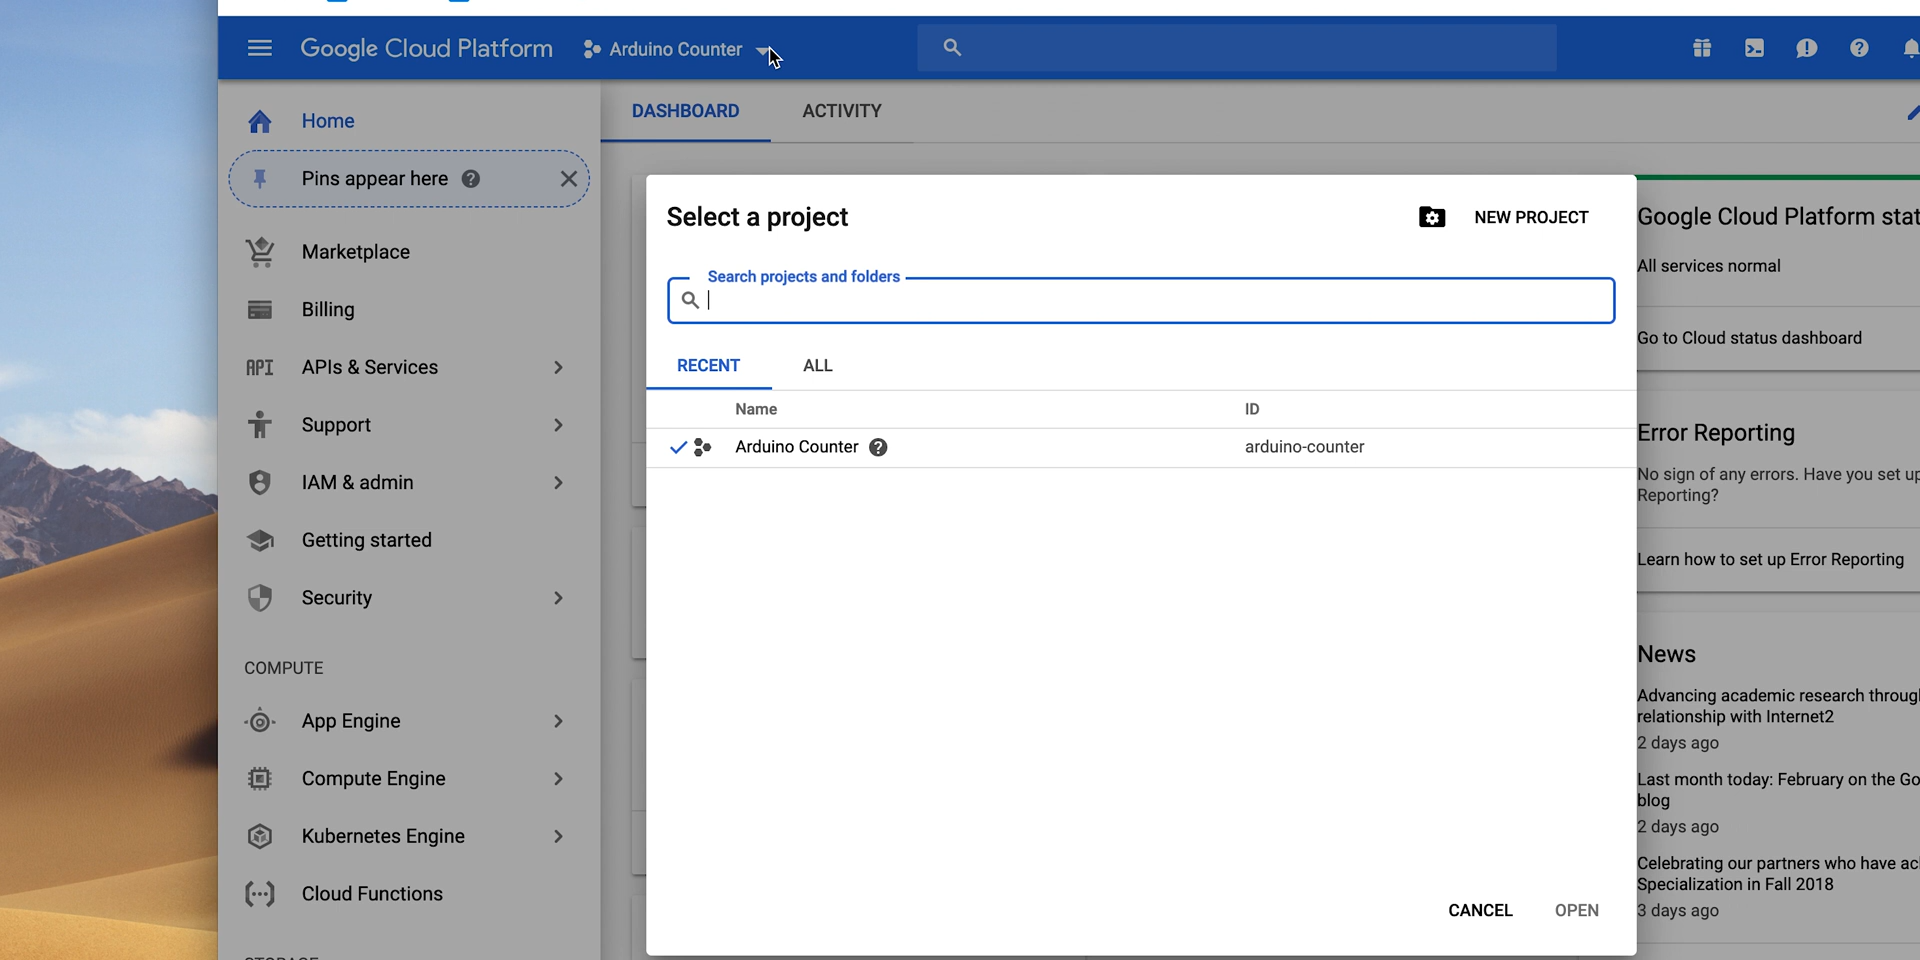 Google Cloud Platform
Arduino Counter
DASHBOARD
ACTIVITY
Home
Pins appear here
Marketplace
Billing
API
APIs & Services
Support
IAM & admin
Getting started
Security
COMPUTE
App Engine
Compute Engine
Kubernetes Engine
Cloud Functions
Select a project
NEW PROJECT
Search projects and folders
RECENT
ALL
Name
ID
Arduino Counter
arduino-counter
CANCEL
OPEN
Google Cloud Platform stat
All services normal
Go to Cloud status dashboard
Error Reporting
No sign of any errors. Have you set up
Reporting?
Learn how to set up Error Reporting
News
Advancing academic research through
relationship with Internet2
2 days ago
Last month today: February on the Go
blog
2 days ago
Celebrating our partners who have ac
Specialization in Fall 2018
3 days ago